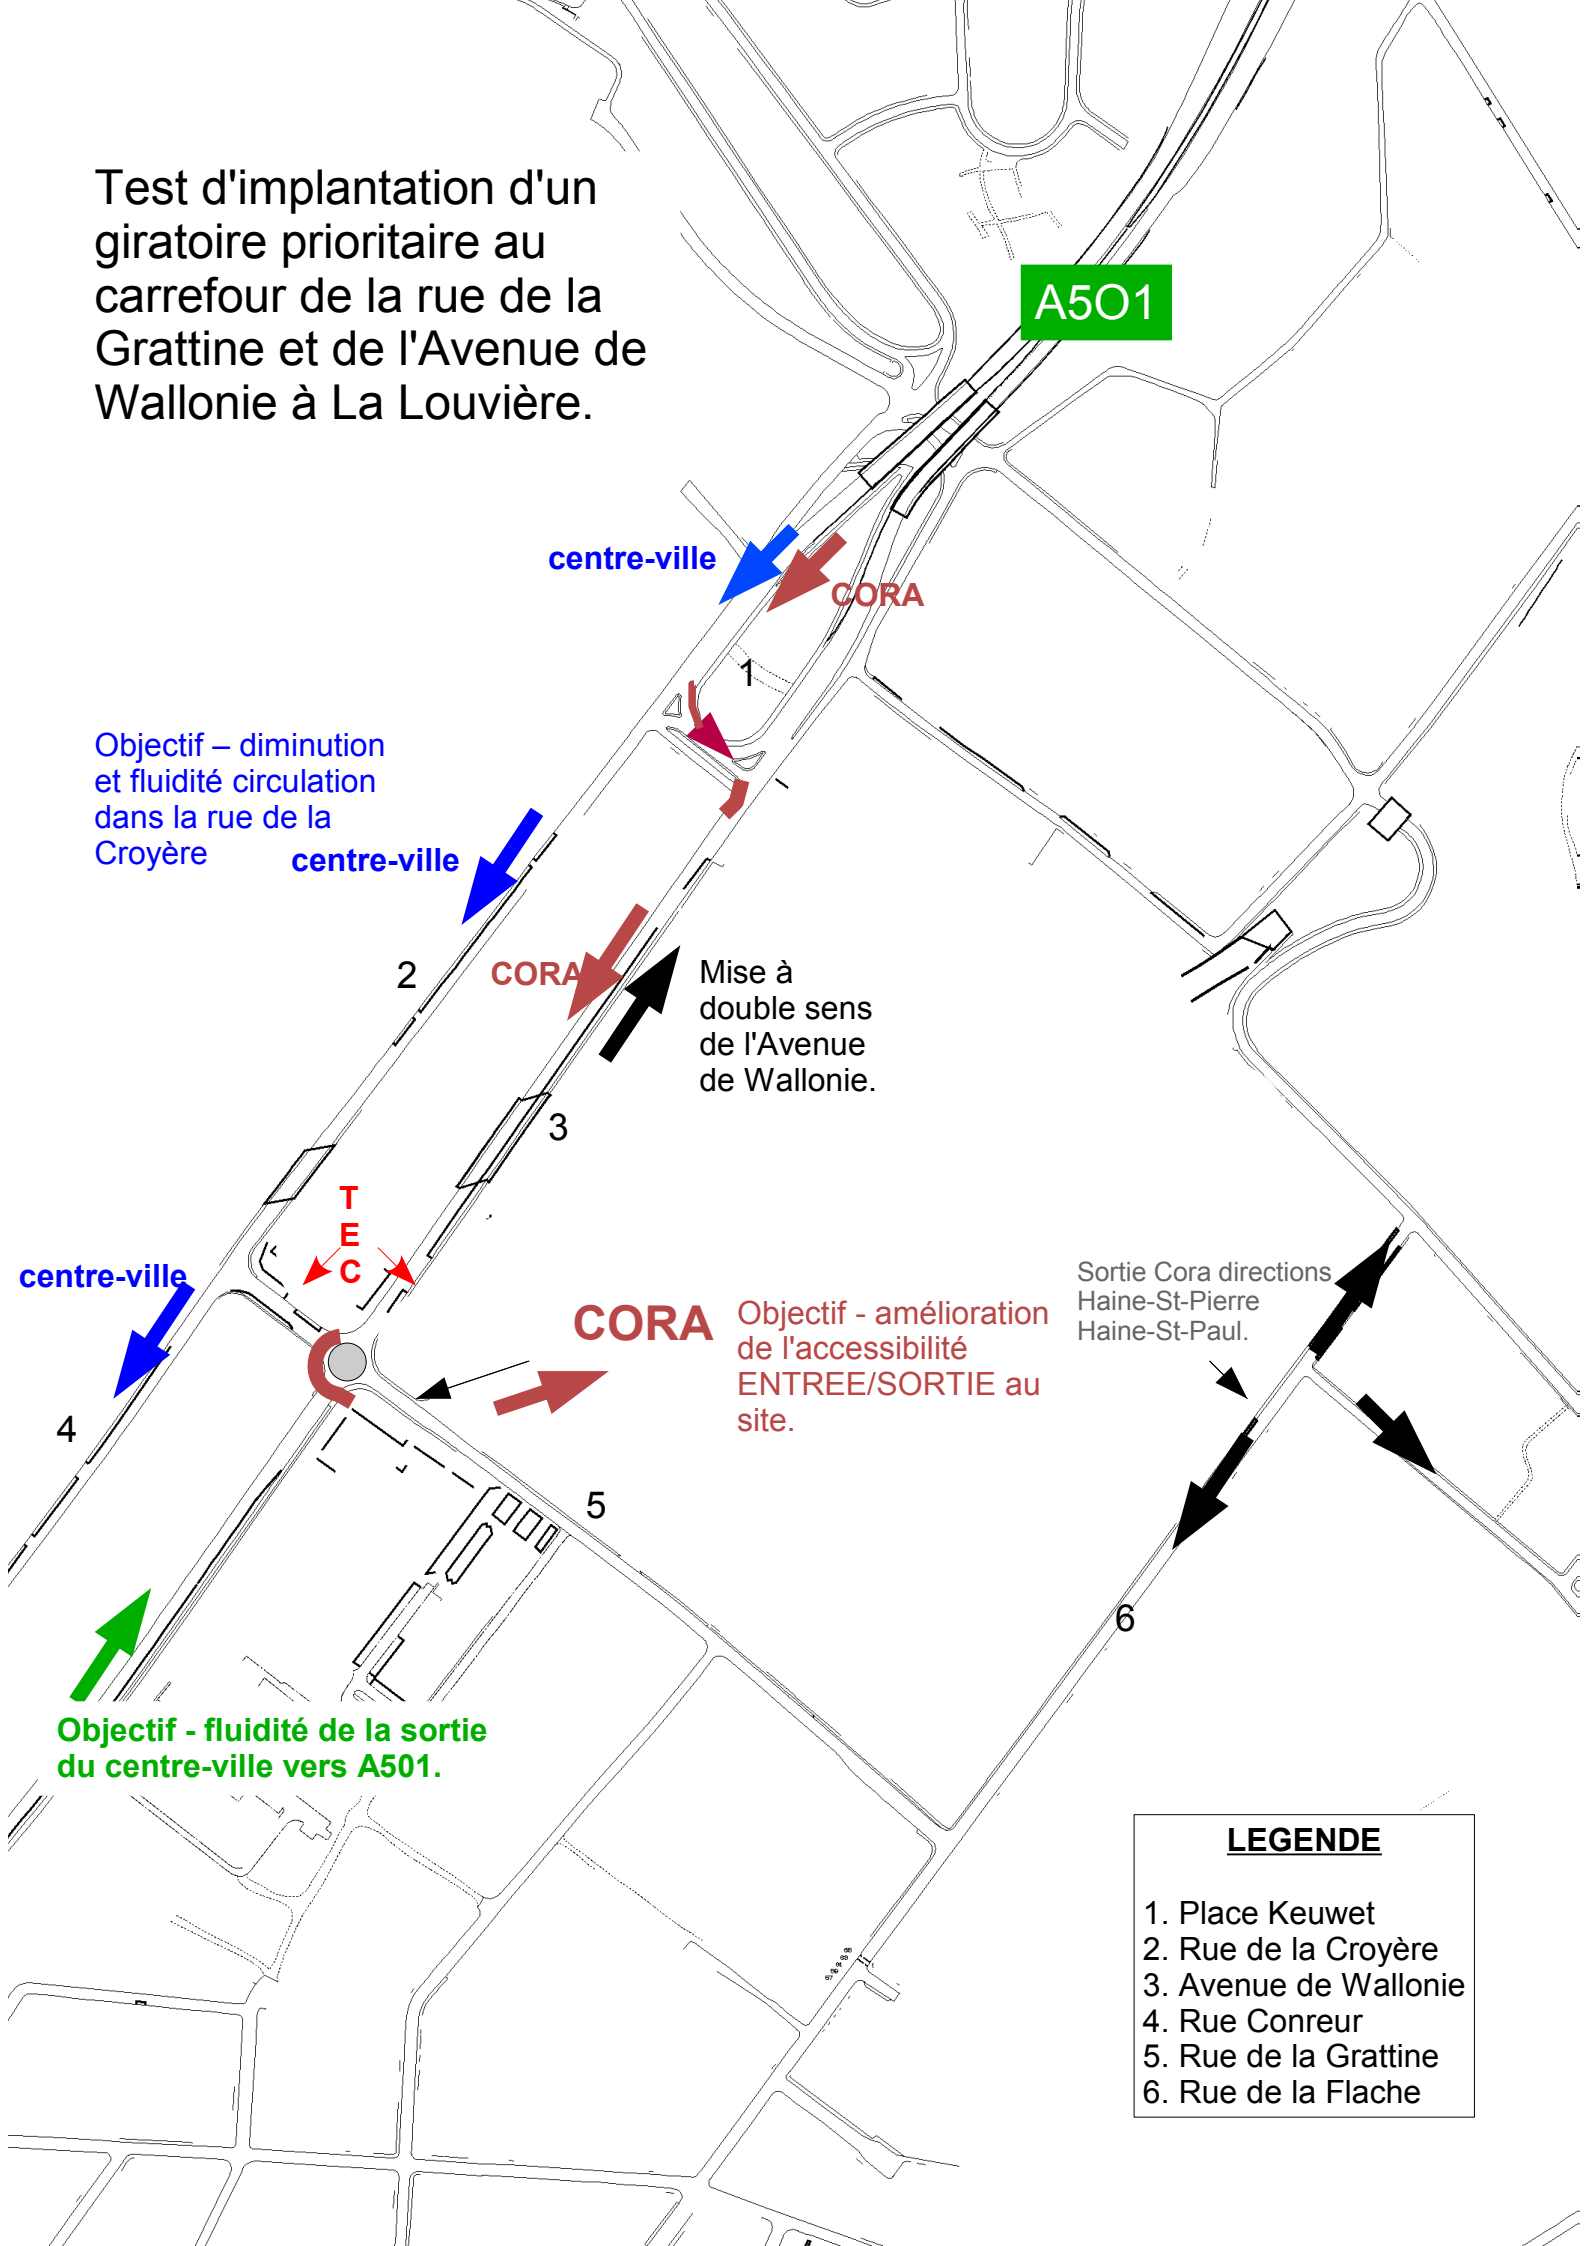 Test d'implantation d'un
giratoire prioritaire au
carrefour de la rue de la
Grattine et de l'Avenue de
Wallonie à La Louvière.
A5O1
centre-ville
CORA
1
Objectif – diminution
et fluidité circulation
dans la rue de la
Croyère
centre-ville
2
CORA
Mise à
double sens
de l'Avenue
de Wallonie.
3
T
E
C
centre-ville
CORA
Objectif - amélioration
de l'accessibilité
ENTREE/SORTIE au
site.
Sortie Cora directions
Haine-St-Pierre
Haine-St-Paul.
4
5
6
Objectif - fluidité de la sortie
du centre-ville vers A501.
LEGENDE
1. Place Keuwet
2. Rue de la Croyère
3. Avenue de Wallonie
4. Rue Conreur
5. Rue de la Grattine
6. Rue de la Flache